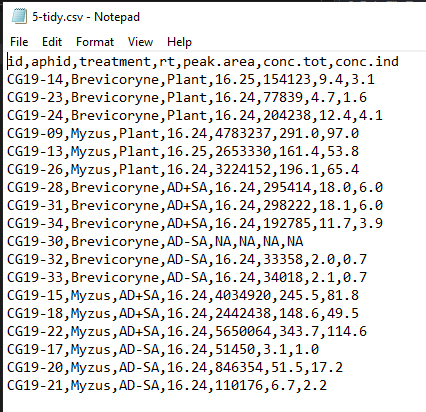 5-tidy.csv - Notepad
File Edit Format View Help
id,aphid,treatment,rt,peak.area,conc.tot,conc.ind
CG19-14,Brevicoryne,Plant,16.25,154123,9.4,3.1
CG19-23,Brevicoryne,Plant,16.24,77839,4.7,1.6
CG19-24,Brevicoryne,Plant,16.24,204238,12.4,4.1
CG19-09,Myzus,Plant,16.24,4783237,291.0,97.0
CG19-13,Myzus,Plant,16.25,2653330,161.4,53.8
CG19-26,Myzus,Plant,16.24,3224152,196.1,65.4
CG19-28,Brevicoryne,AD+SA,16.24,295414,18.0,6.0
CG19-31,Brevicoryne,AD+SA,16.24,298222,18.1,6.0
CG19-34,Brevicoryne,AD+SA,16.24,192785,11.7,3.9
CG19-30,Brevicoryne,AD-SA,NA,NA,NA,NA
CG19-32,Brevicoryne,AD-SA,16.24,33358,2.0,0.7
CG19-33,Brevicoryne,AD-SA,16.24,34018,2.1,0.7
CG19-15,Myzus,AD+SA,16.24,4034920,245.5,81.8
CG19-18,Myzus,AD+SA,16.24,2442438,148.6,49.5
CG19-22,Myzus,AD+SA,16.24,5650064,343.7,114.6
CG19-17,Myzus,AD-SA,16.24,51450,3.1,1.0
CG19-20,Myzus,AD-SA,16.24,846354,51.5,17.2
CG19-21,Myzus,AD-SA,16.24,110176,6.7,2.2